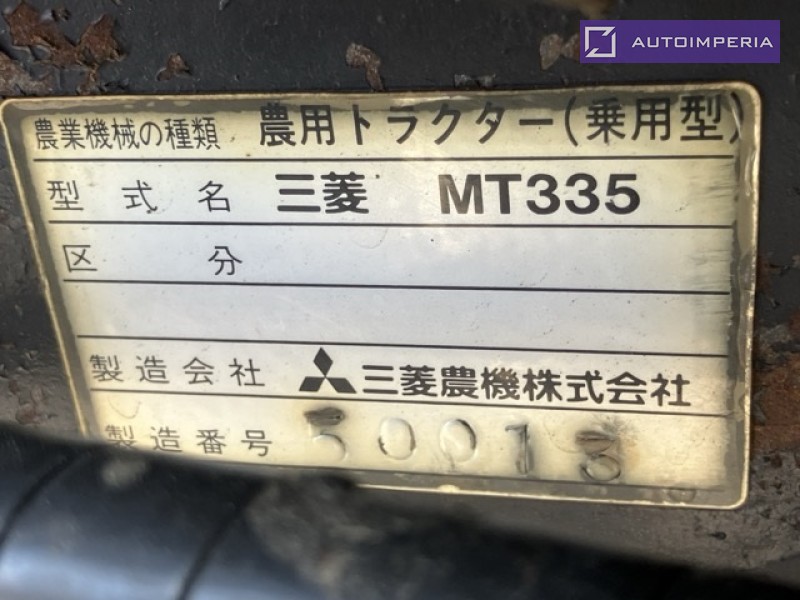 AUTOIMPERIA
農業機械の種類 農用トラクター(乗用型)
型式名 三菱 MT335
区分
製造会社 三菱農機株式会社
製造番号 50013